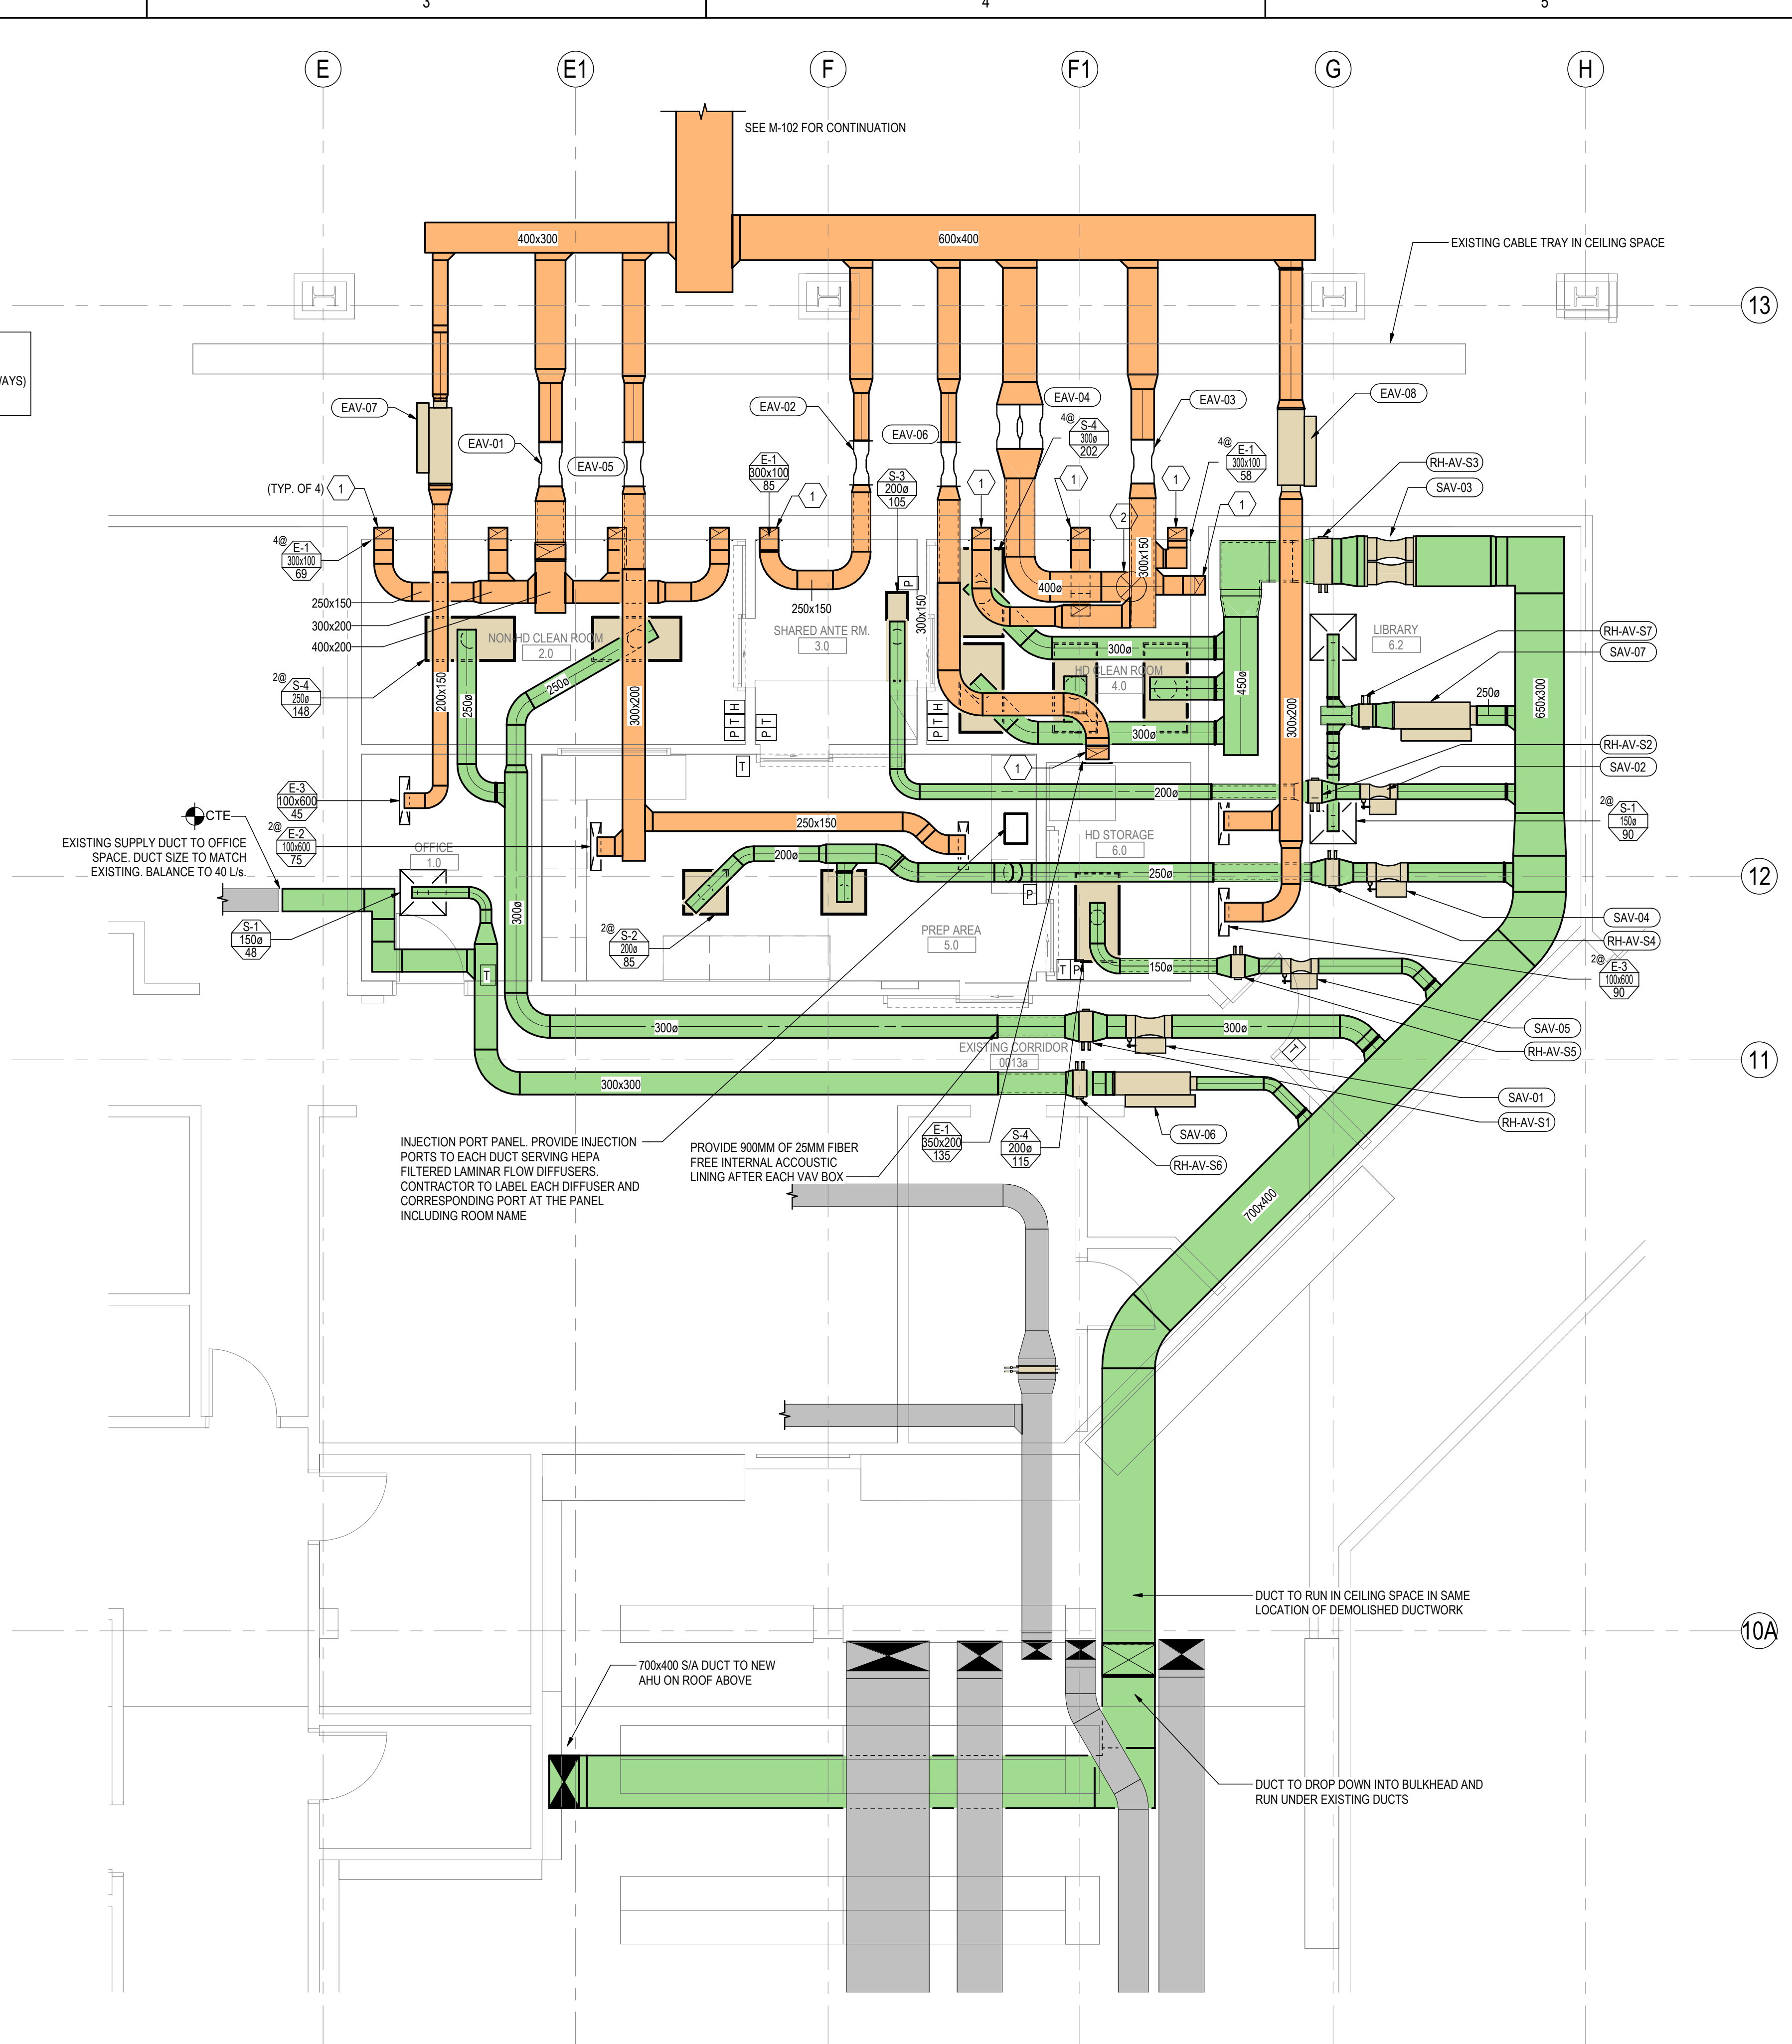 3
4
5
E
E1
F
F1
G
H
SEE M-102 FOR CONTINUATION
400x300
600x400
EXISTING CABLE TRAY IN CEILING SPACE
13
WAYS)
EAV-07
EAV-01
EAV-05
EAV-02
EAV-06
EAV-04
EAV-03
EAV-08
4@
S-4
300ø
202
4@
E-1
300x100
58
RH-AV-S3
SAV-03
E-1
300x100
85
S-3
200ø
105
(TYP. OF 4)
1
1
1
1
1
1
2
4@
E-1
300x100
69
250x150
300x200
400x200
250x150
300x150
300x150
400ø
P
NON-HD CLEAN ROOM
2.0
SHARED ANTE RM.
3.0
HD CLEAN ROOM
4.0
LIBRARY
6.2
RH-AV-S7
SAV-07
2@
S-4
250ø
148
200x150
250ø
250ø
300x200
300ø
300ø
450ø
300x200
250ø
650x300
P T H
P T
P T H
T
1
RH-AV-S2
SAV-02
200ø
E-3
100x600
45
CTE
EXISTING SUPPLY DUCT TO OFFICE
SPACE. DUCT SIZE TO MATCH
EXISTING. BALANCE TO 40 L/s.
2@
E-2
100x600
75
OFFICE
1.0
250x150
200ø
HD STORAGE
6.0
250ø
2@
S-1
150ø
90
12
S-1
150ø
48
300ø
2@
S-2
200ø
85
P
PREP AREA
5.0
T P
150ø
SAV-04
RH-AV-S4
2@
E-3
100x600
90
T
300ø
300ø
EXISTING CORRIDOR
0013a
300x300
T
SAV-05
RH-AV-S5
11
SAV-01
RH-AV-S1
E-1
350x200
135
S-4
200ø
115
SAV-06
RH-AV-S6
INJECTION PORT PANEL. PROVIDE INJECTION
PORTS TO EACH DUCT SERVING HEPA
FILTERED LAMINAR FLOW DIFFUSERS.
CONTRACTOR TO LABEL EACH DIFFUSER AND
CORRESPONDING PORT AT THE PANEL
INCLUDING ROOM NAME
PROVIDE 900MM OF 25MM FIBER
FREE INTERNAL ACCOUSTIC
LINING AFTER EACH VAV BOX
700x400
DUCT TO RUN IN CEILING SPACE IN SAME
LOCATION OF DEMOLISHED DUCTWORK
10A
700x400 S/A DUCT TO NEW
AHU ON ROOF ABOVE
DUCT TO DROP DOWN INTO BULKHEAD AND
RUN UNDER EXISTING DUCTS